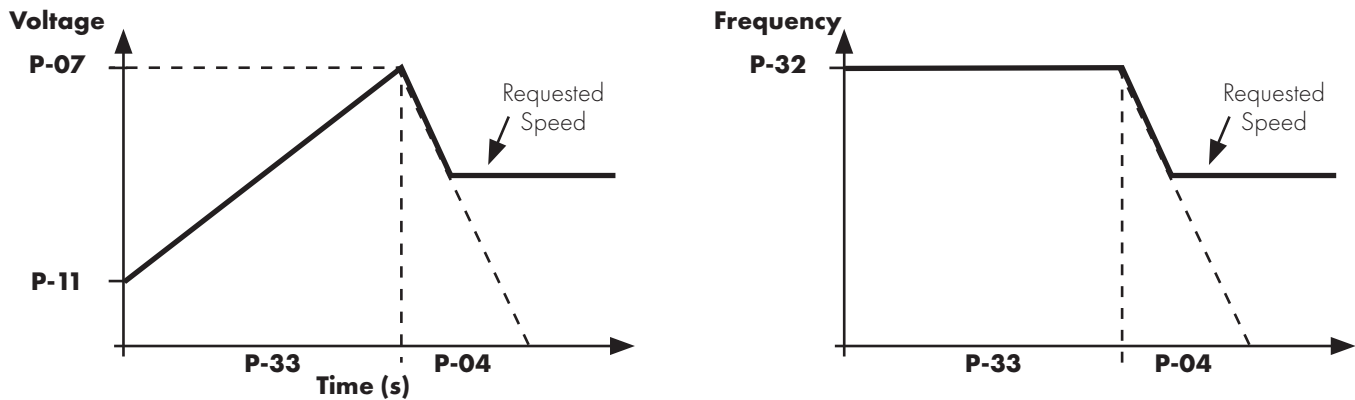 Voltage
P-07
Requested
Speed
P-11
P-33
P-04
Time (s)
Frequency
P-32
Requested
Speed
P-33
P-04